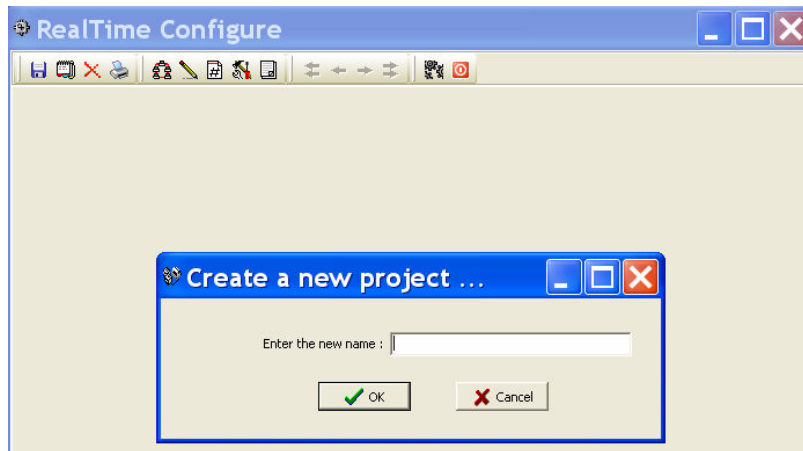 RealTime Configure
Create a new project ...
Enter the new name :
OK
Cancel